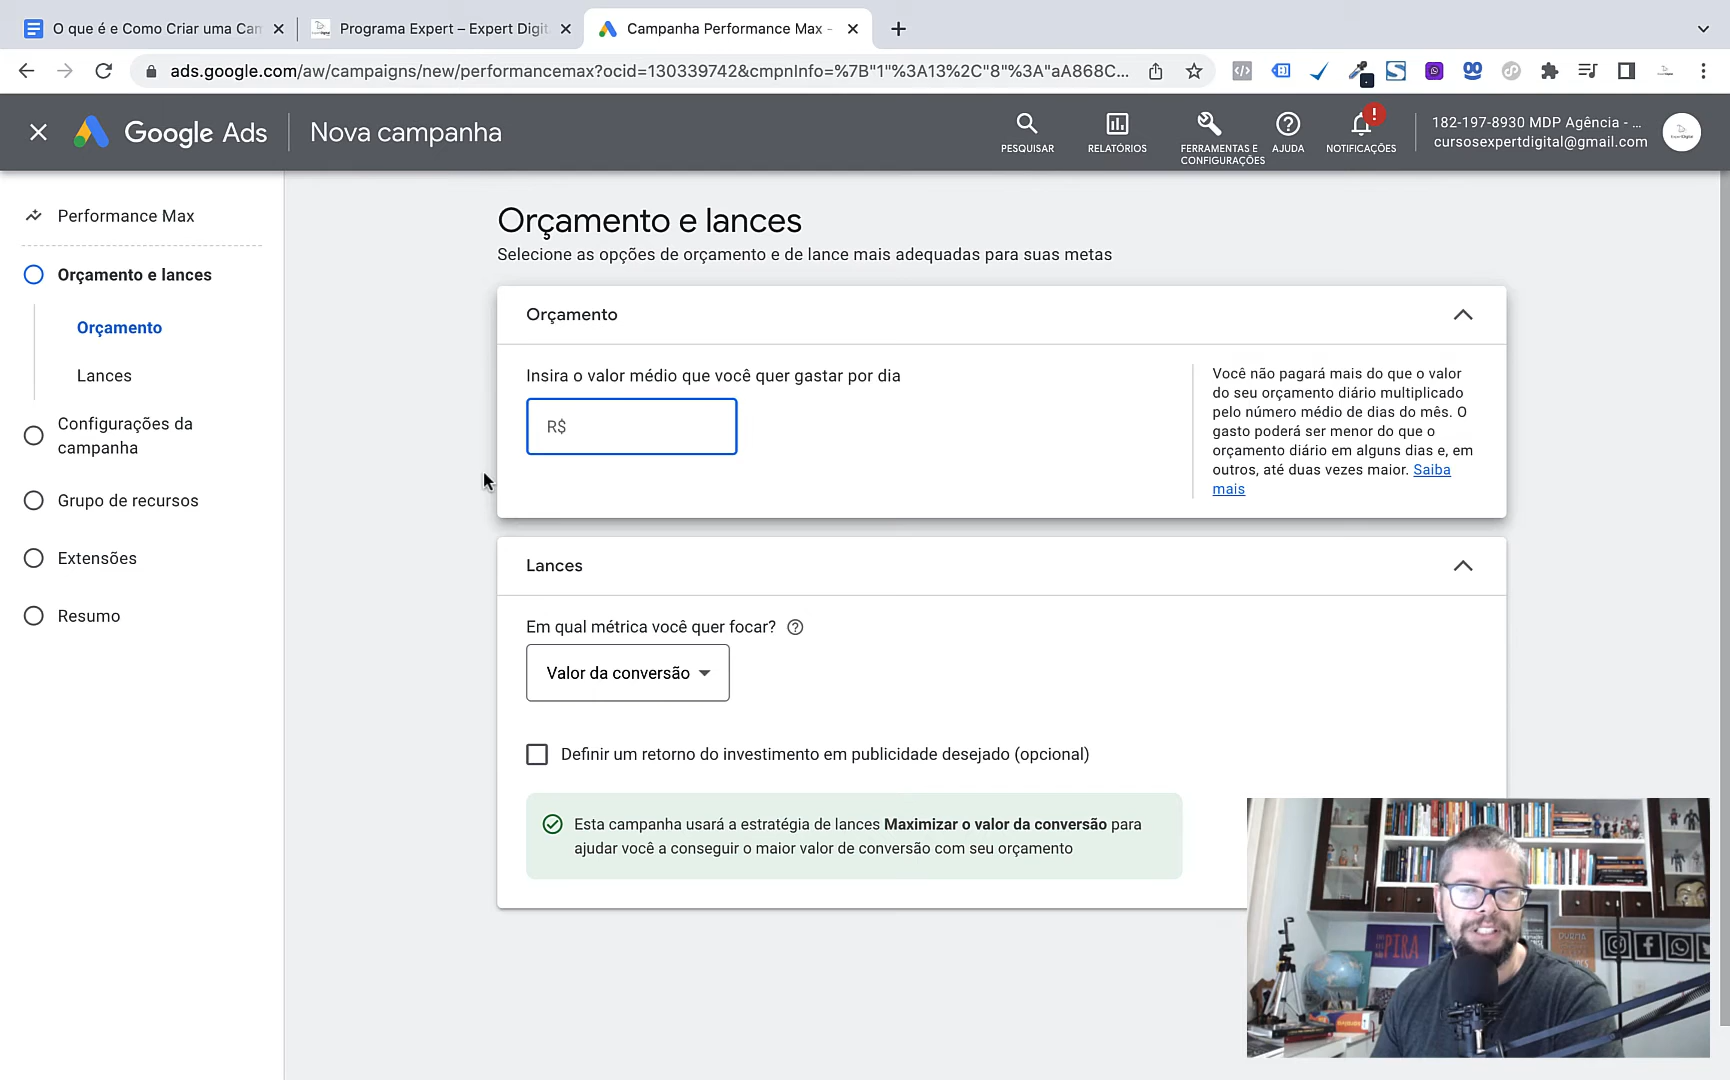 O que é e Como Criar uma Can
Programa Expert – Expert Digit
Campanha Performance Max -
ads.google.com/aw/campaigns/new/performancemax?ocid=130339742&cmpnInfo=%7B"1"%3A13%2C"8"%3A"aA868C...
Google Ads
Nova campanha
PESQUISAR
RELATÓRIOS
FERRAMENTAS E
CONFIGURAÇÕES
AJUDA
NOTIFICAÇÕES
182-197-8930 MDP Agência - ...
cursosexpertdigital@gmail.com
Performance Max
Orçamento e lances
Orçamento
Lances
Configurações da
campanha
Grupo de recursos
Extensões
Resumo
Orçamento e lances
Selecione as opções de orçamento e de lance mais adequadas para suas metas
Orçamento
Insira o valor médio que você quer gastar por dia
R$
Você não pagará mais do que o valor
do seu orçamento diário multiplicado
pelo número médio de dias do mês. O
gasto poderá ser menor do que o
orçamento diário em alguns dias e, em
outros, até duas vezes maior. Saiba
mais
Lances
Em qual métrica você quer focar?
Valor da conversão
Definir um retorno do investimento em publicidade desejado (opcional)
Esta campanha usará a estratégia de lances Maximizar o valor da conversão para
ajudar você a conseguir o maior valor de conversão com seu orçamento
PIRA